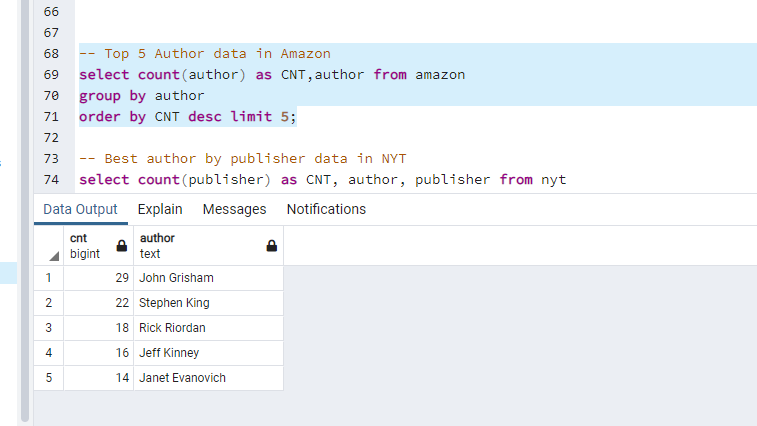 66
67
68 -- Top 5 Author data in Amazon
69 select count(author) as CNT,author from amazon
70 group by author
71 order by CNT desc limit 5;
72
73 -- Best author by publisher data in NYT
74 select count(publisher) as CNT, author, publisher from nyt
Data Output Explain Messages Notifications
cnt author
bigint text
1 29 John Grisham
2 22 Stephen King
3 18 Rick Riordan
4 16 Jeff Kinney
5 14 Janet Evanovich